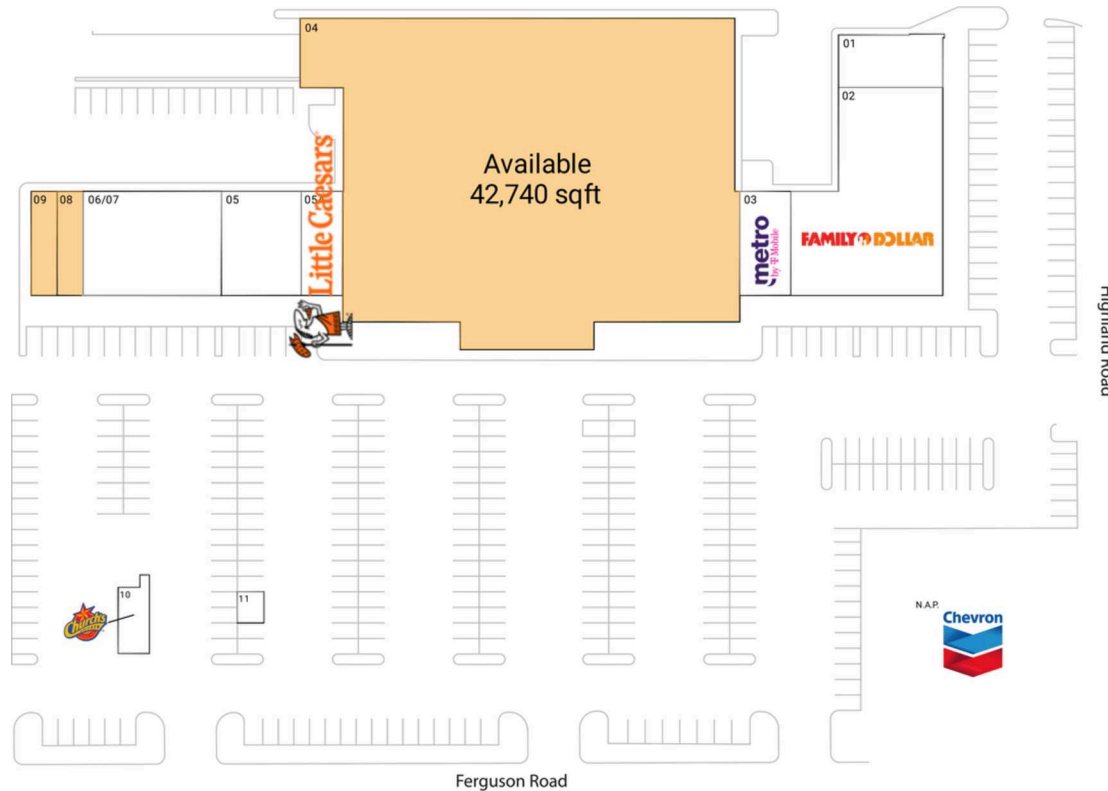 04
01
02
Available
42,740 sqft
09
08
06/07
05
05A
Little Caesars
03
metro
by T Mobile
FAMILY DOLLAR
Highland Road
10
Church's
11
N.A.P.
Chevron
Ferguson Road